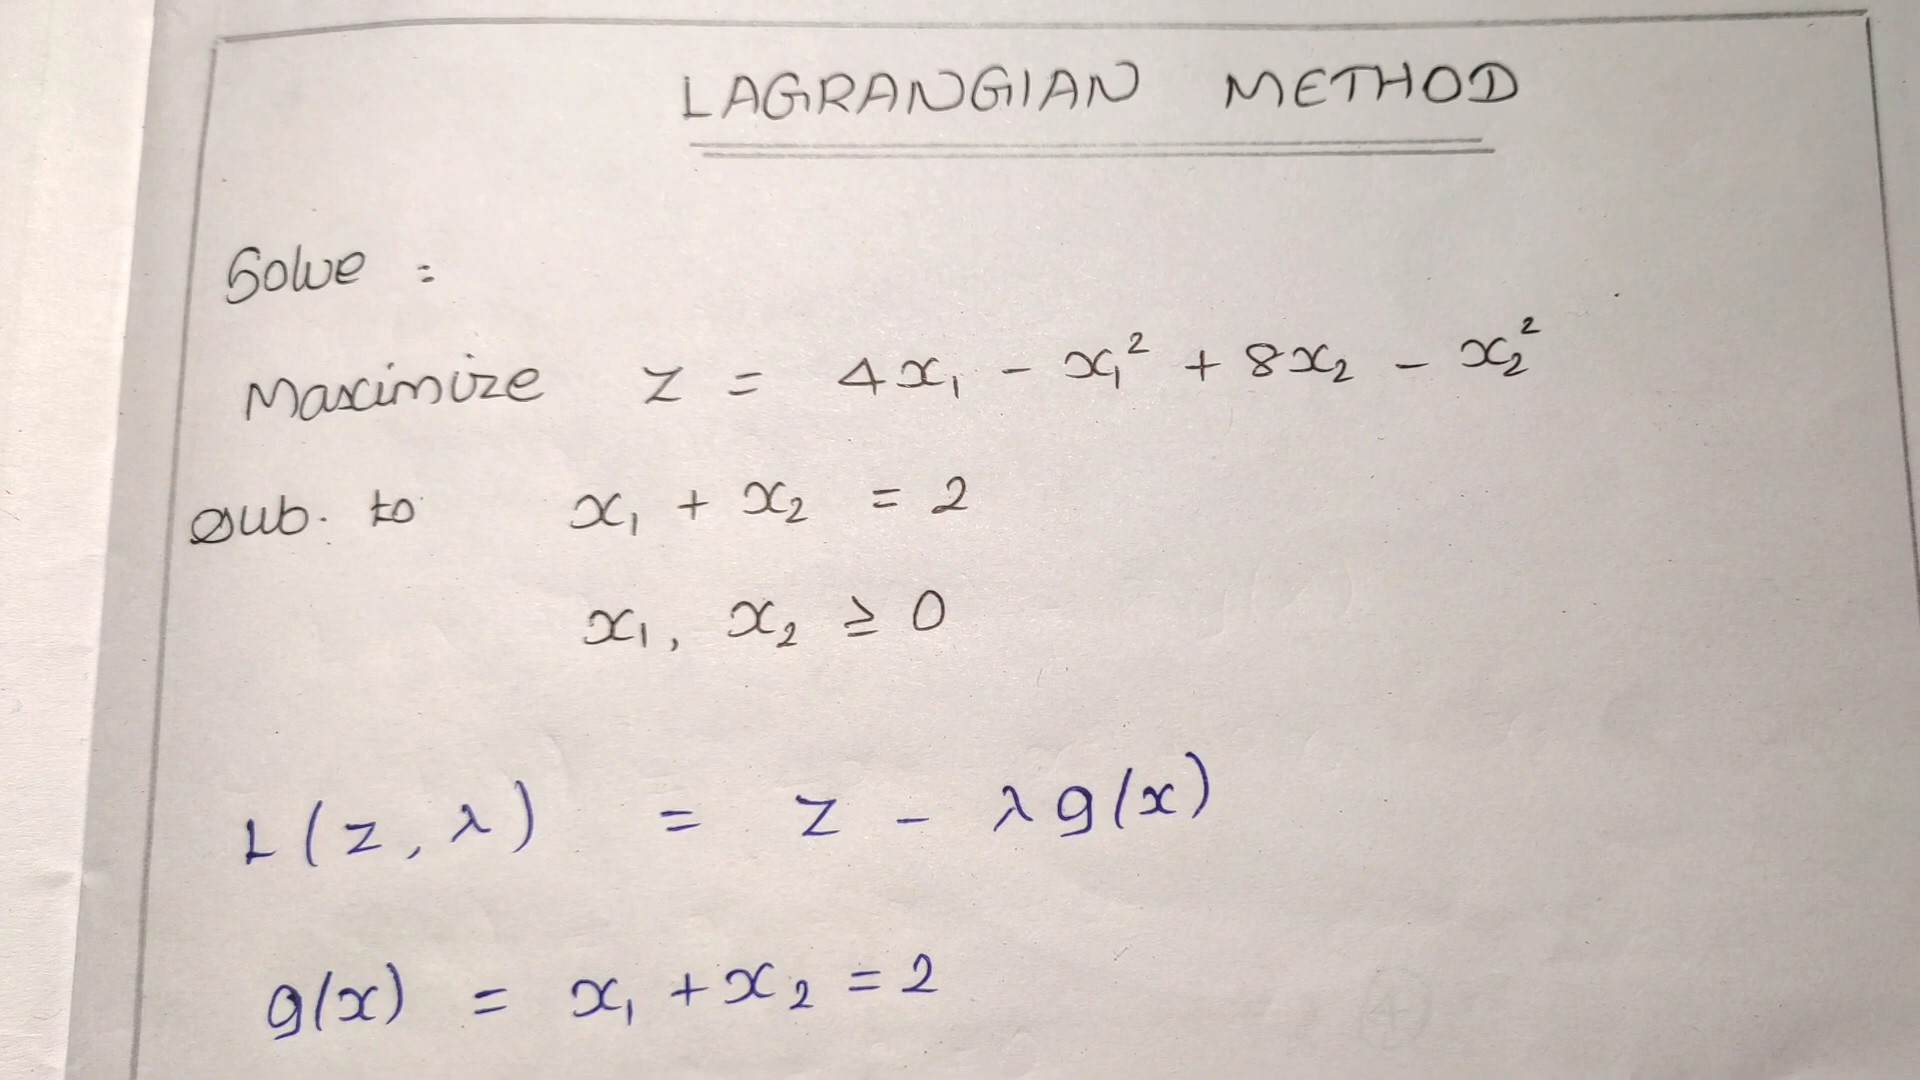 LAGRANGIAN METHOD
Solve :
Maximize z = 4x₁ - x₁² + 8x₂ - x₂²
sub. to x₁ + x₂ = 2
x₁, x₂ ≥ 0
L(z, λ) = z - λg(x)
g(x) = x₁ + x₂ = 2